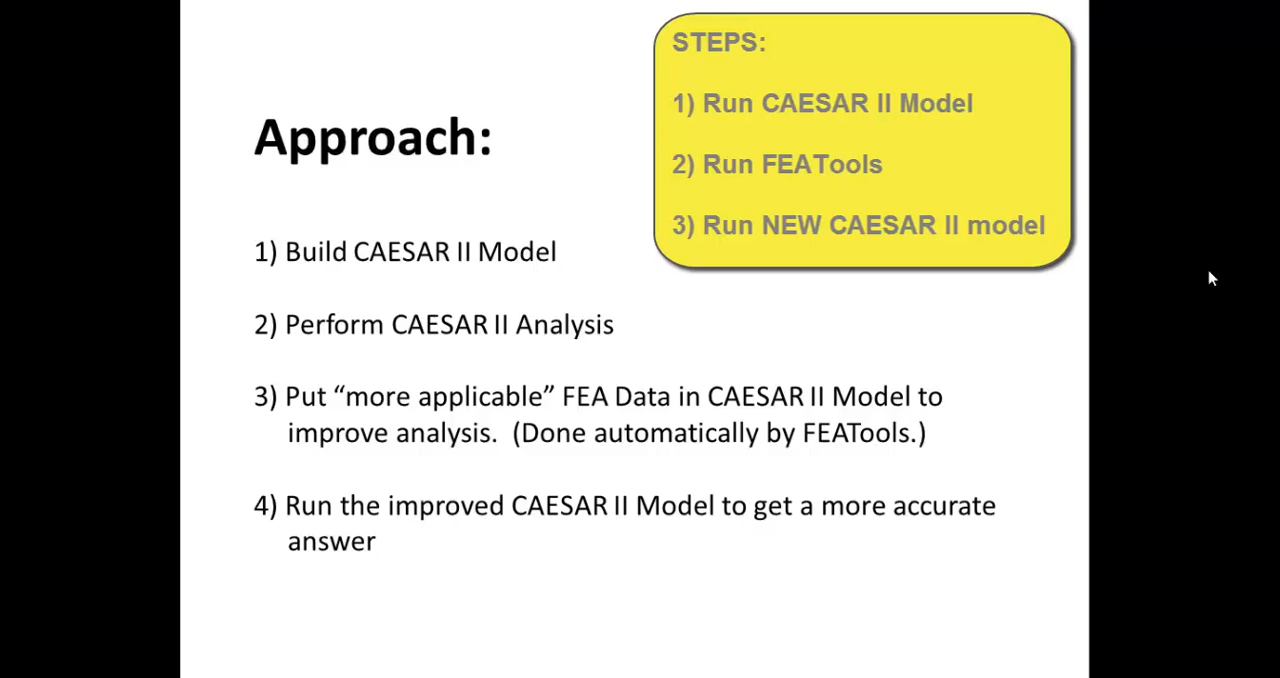 STEPS:
1) Run CAESAR II Model
2) Run FEATools
3) Run NEW CAESAR II model
Approach:
1) Build CAESAR II Model
2) Perform CAESAR II Analysis
3) Put “more applicable” FEA Data in CAESAR II Model to
improve analysis.  (Done automatically by FEATools.)
4) Run the improved CAESAR II Model to get a more accurate
answer